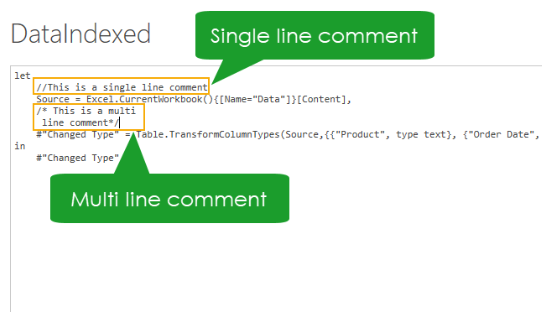 DataIndexed
Single line comment
let
//This is a single line comment
Source = Excel.CurrentWorkbook(){[Name="Data"]}[Content],
/* This is a multi
line comment*/
#"Changed Type" = Table.TransformColumnTypes(Source,{{"Product", type text}, {"Order Date",
in
#"Changed Type"
Multi line comment